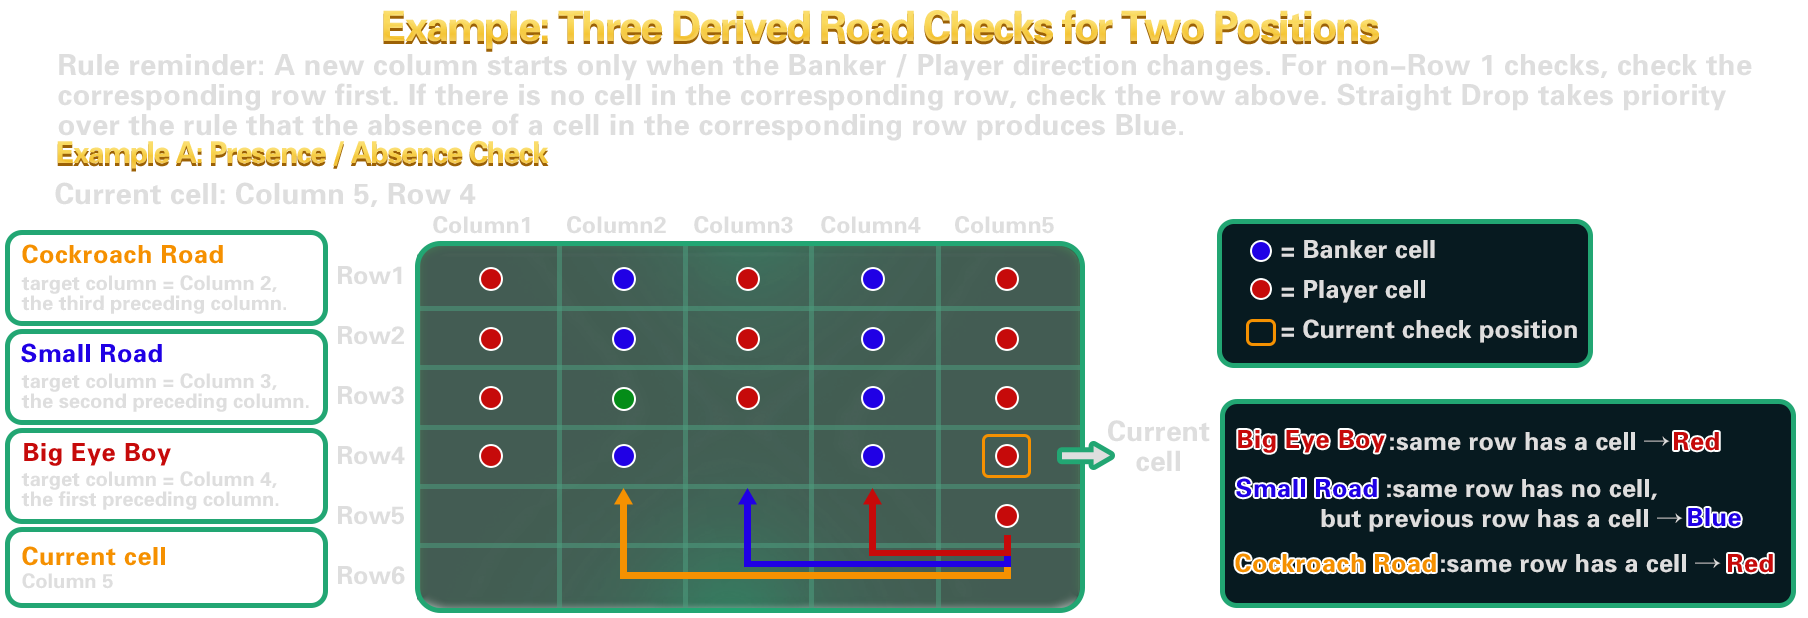 Example: Three Derived Road Checks for Two Positions
Rule reminder: A new column starts only when the Banker / Player direction changes. For non–Row 1 checks, check the
corresponding row first. If there is no cell in the corresponding row, check the row above. Straight Drop takes priority
over the rule that the absence of a cell in the corresponding row produces Blue.
Example A: Presence / Absence Check
Current cell: Column 5, Row 4
Column1 Column2 Column3 Column4 Column5
Cockroach Road
target column = Column 2,
the third preceding column.
Small Road
target column = Column 3,
the second preceding column.
Big Eye Boy
target column = Column 4,
the first preceding column.
Current cell
Column 5
Row1
Row2
Row3
Row4
Row5
Row6
Current
cell
= Banker cell
= Player cell
= Current check position
Big Eye Boy:same row has a cell →Red
Small Road :same row has no cell,
but previous row has a cell →Blue
Cockroach Road:same row has a cell →Red